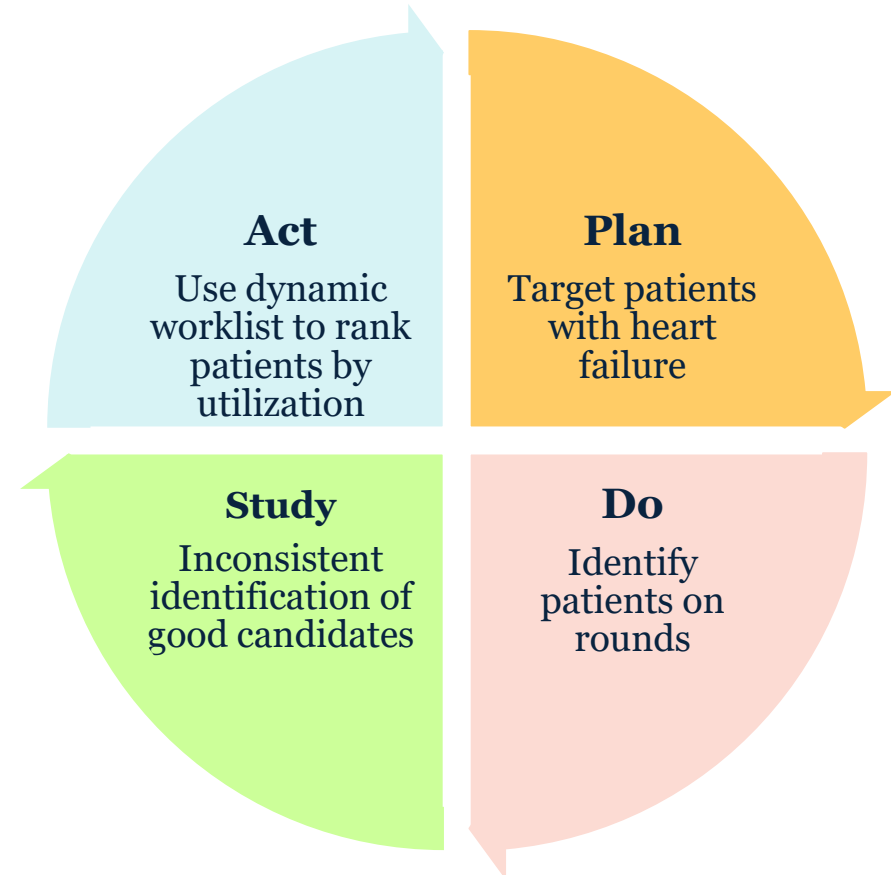 Act
Use dynamic
worklist to rank
patients by
utilization
Plan
Target patients
with heart
failure
Study
Inconsistent
identification of
good candidates
Do
Identify
patients on
rounds